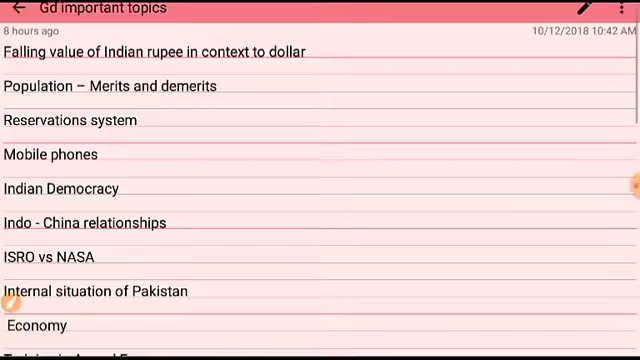 Gd important topics
8 hours ago
10/12/2018 10:42 AM
Falling value of Indian rupee in context to dollar
Population – Merits and demerits
Reservations system
Mobile phones
Indian Democracy
Indo - China relationships
ISRO vs NASA
Internal situation of Pakistan
Economy